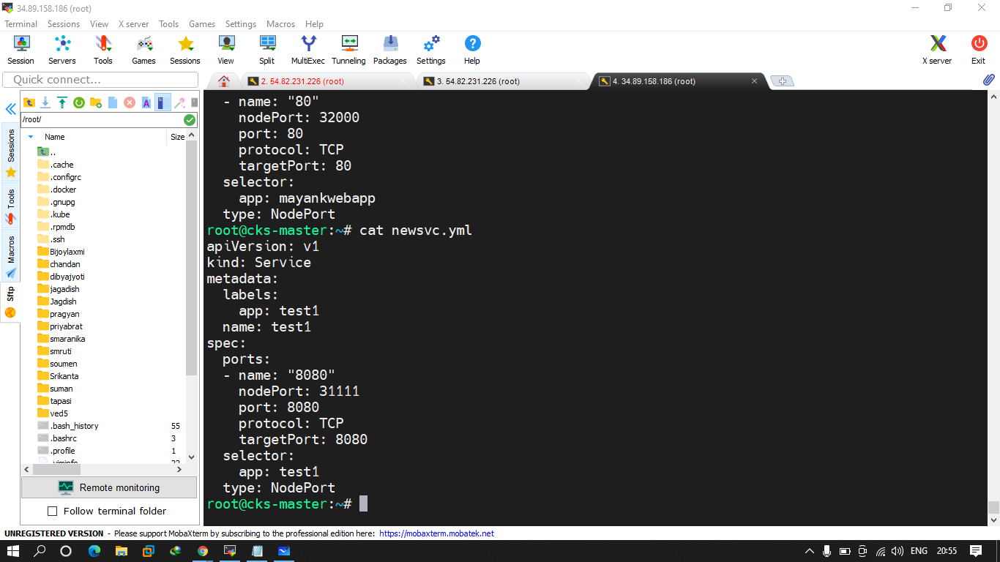 34.89.158.186 (root)
Terminal Sessions View X server Tools Games Settings Macros Help
Session Servers Tools Games Sessions View Split MultiExec Tunneling Packages Settings Help X server Exit
Quick connect...
2. 54.82.231.226 (root)
3. 54.82.231.226 (root)
4. 34.89.158.186 (root)
/root/
Name Size
..
.cache
.configrc
.docker
.gnupg
.kube
.rpmdb
.ssh
Bijoylaxmi
chandan
dibyajyoti
jagadish
Jagdish
pragyan
priyabrat
smaranika
smruti
soumen
Srikanta
suman
tapasi
ved5
.bash_history 55
.bashrc 3
.profile 1
.viminfo 22
Sessions
Tools
Macros
Sftp
Remote monitoring
Follow terminal folder
- name: "80"
nodePort: 32000
port: 80
protocol: TCP
targetPort: 80
selector:
app: mayankwebapp
type: NodePort
root@cks-master:~# cat newsvc.yml
apiVersion: v1
kind: Service
metadata:
labels:
app: test1
name: test1
spec:
ports:
- name: "8080"
nodePort: 31111
port: 8080
protocol: TCP
targetPort: 8080
selector:
app: test1
type: NodePort
root@cks-master:~#
UNREGISTERED VERSION - Please support MobaXterm by subscribing to the professional edition here: https://mobaxterm.mobatek.net
ENG 20:55